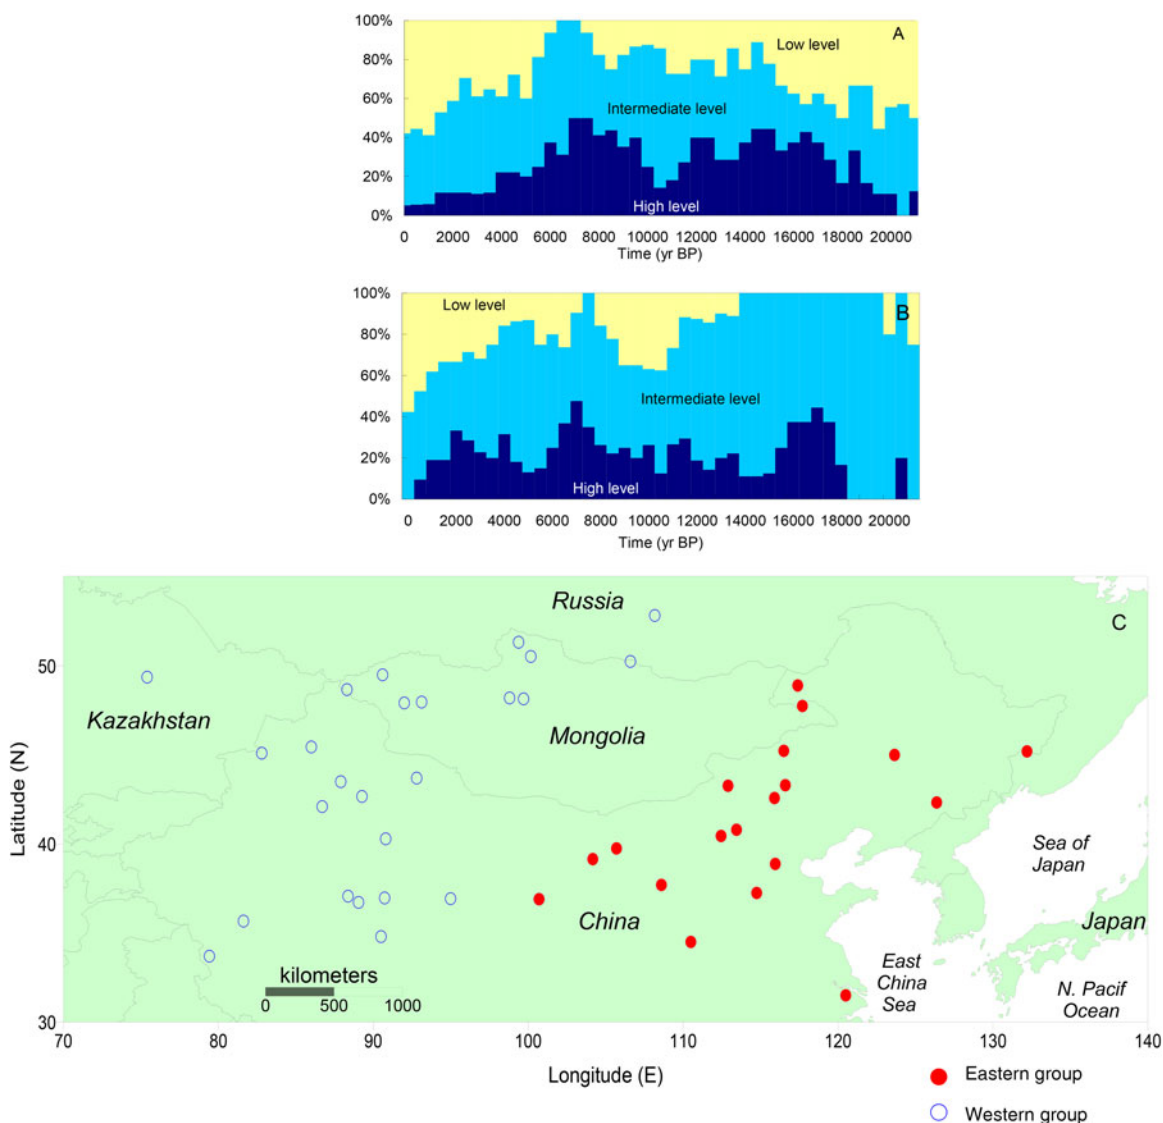 100%
A
Low level
80%
60%
Intermediate level
40%
20%
High level
0%
0 2000 4000 6000 8000 10000 12000 14000 16000 18000 20000
Time (yr BP)
100%
Low level
B
80%
60%
Intermediate level
40%
20%
High level
0%
0 2000 4000 6000 8000 10000 12000 14000 16000 18000 20000
Time (yr BP)
Russia
C
50
Kazakhstan
Mongolia
Latitude (N)
40
Sea of
Japan
China
Japan
East
China
Sea
kilometers
0 500 1000
N. Pacif
Ocean
30
70 80 90 100 110 120 130 140
Longitude (E)
Eastern group
Western group